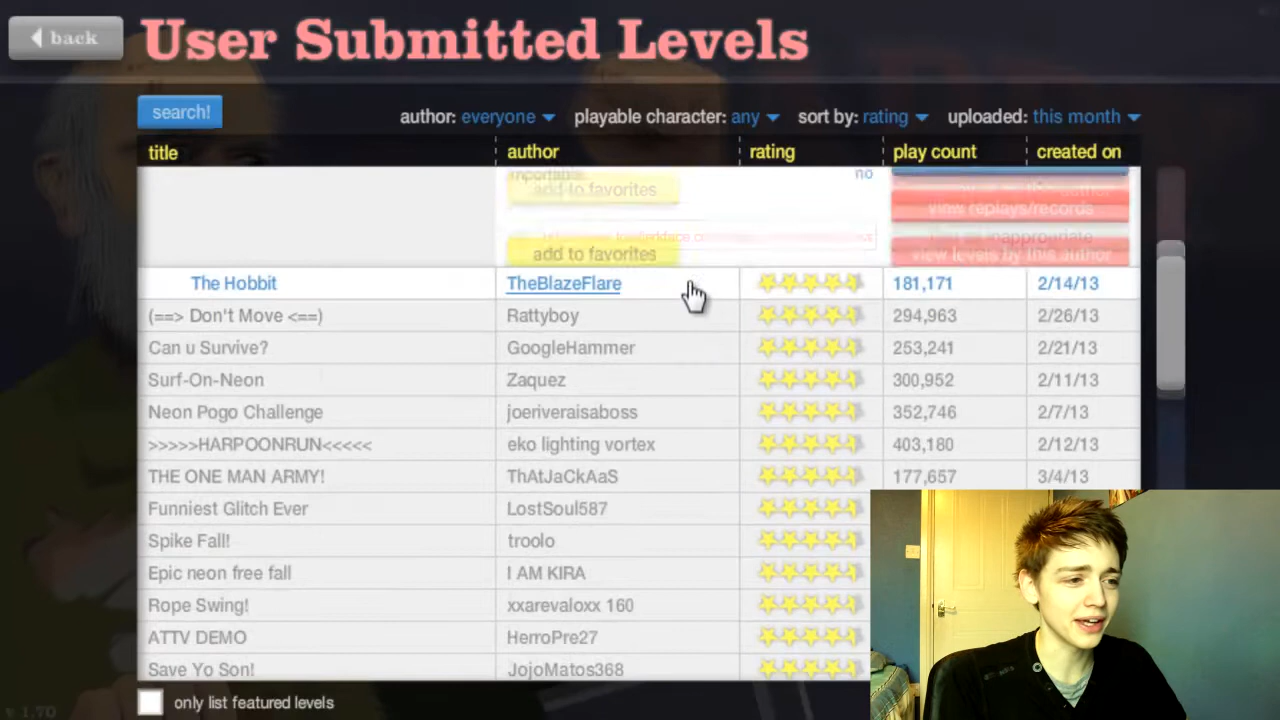 back
User Submitted Levels
search!
author: everyone playable character: any sort by: rating uploaded: this month
title author rating play count created on
no
add to favorites
view replays/records
add to favorites view levels by this author
The Hobbit TheBlazeFlare 181,171 2/14/13
(==> Don't Move <==) Rattyboy 294,963 2/26/13
Can u Survive? GoogleHammer 253,241 2/21/13
Surf-On-Neon Zaquez 300,952 2/11/13
Neon Pogo Challenge joeriveraisaboss 352,746 2/7/13
>>>>>HARPOONRUN<<<<< eko lighting vortex 403,180 2/12/13
THE ONE MAN ARMY! ThAtJaCkAaS 177,657 3/4/13
Funniest Glitch Ever LostSoul587
Spike Fall! troolo
Epic neon free fall I AM KIRA
Rope Swing! xxarevaloxx 160
ATTV DEMO HerroPre27
Save Yo Son! JojoMatos368
only list featured levels
v 1.70